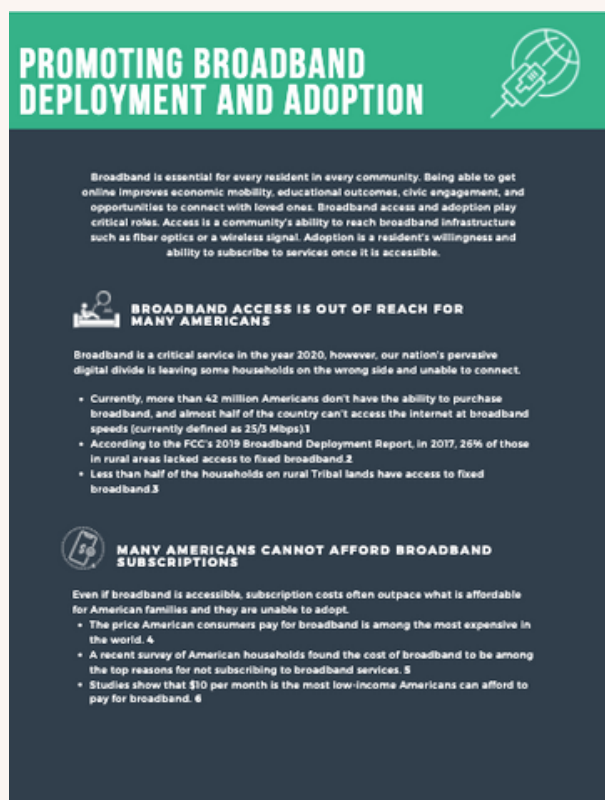 PROMOTING BROADBAND
DEPLOYMENT AND ADOPTION
Broadband is essential for every resident in every community. Being able to get
online improves economic mobility, educational outcomes, civic engagement, and
opportunities to connect with loved ones. Broadband access and adoption play
critical roles. Access is a community's ability to reach broadband infrastructure
such as fiber optics or a wireless signal. Adoption is a resident's willingness and
ability to subscribe to services once it is accessible.
BROADBAND ACCESS IS OUT OF REACH FOR
MANY AMERICANS
Broadband is a critical service in the year 2020, however, our nation's pervasive
digital divide is leaving some households on the wrong side and unable to connect.
• Currently, more than 42 million Americans don't have the ability to purchase
broadband, and almost half of the country can't access the internet at broadband
speeds (currently defined as 25/3 Mbps).1
• According to the FCC's 2019 Broadband Deployment Report, in 2017, 26% of those
in rural areas lacked access to fixed broadband.2
• Less than half of the households on rural Tribal lands have access to fixed
broadband.3
MANY AMERICANS CANNOT AFFORD BROADBAND
SUBSCRIPTIONS
Even if broadband is accessible, subscription costs often outpace what is affordable
for American families and they are unable to adopt.
• The price American consumers pay for broadband is among the most expensive in
the world. 4
• A recent survey of American households found the cost of broadband to be among
the top reasons for not subscribing to broadband services. 5
• Studies show that $10 per month is the most low-income Americans can afford to
pay for broadband. 6